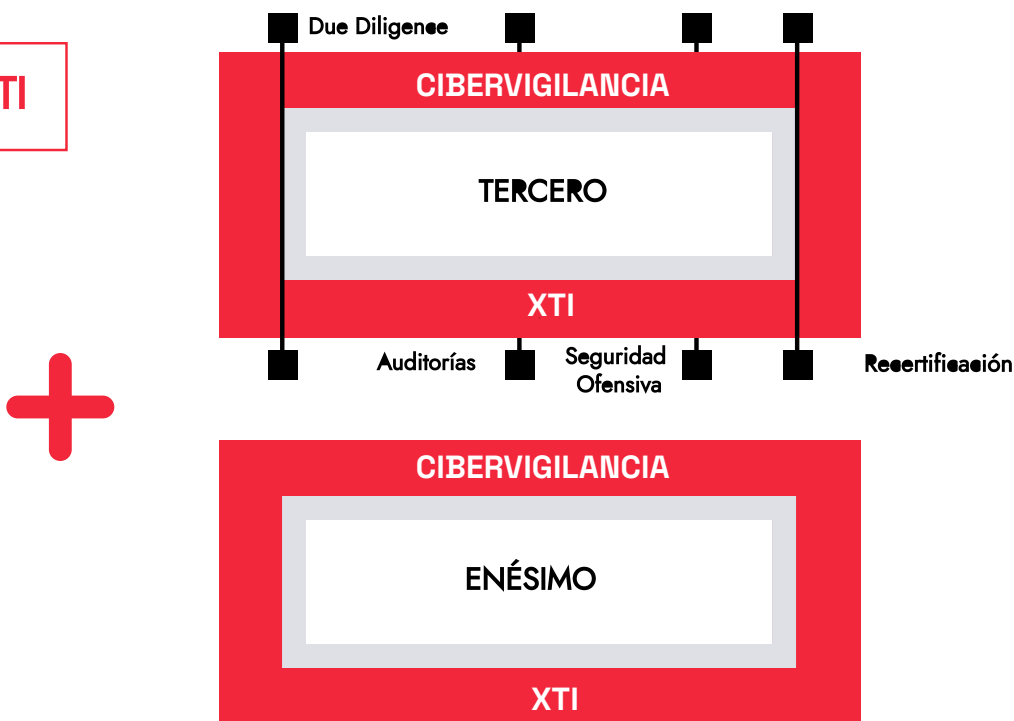 Due Diligence
TI
CIBERVIGILANCIA
TERCERO
XTI
Auditorías
Seguridad
Ofensiva
Recertificación
CIBERVIGILANCIA
ENÉSIMO
XTI